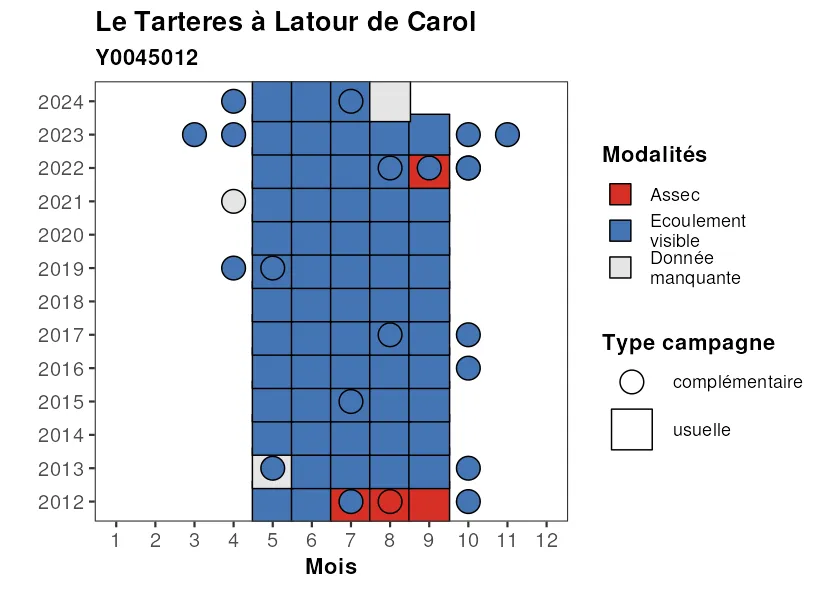 Le Tarteres à Latour de Carol
Y0045012
2024
2023
2022
2021
2020
2019
2018
2017
2016
2015
2014
2013
2012
1 2 3 4 5 6 7 8 9 10 11 12
Mois
Modalités
Assec
Ecoulement
visible
Donnée
manquante
Type campagne
complémentaire
usuelle